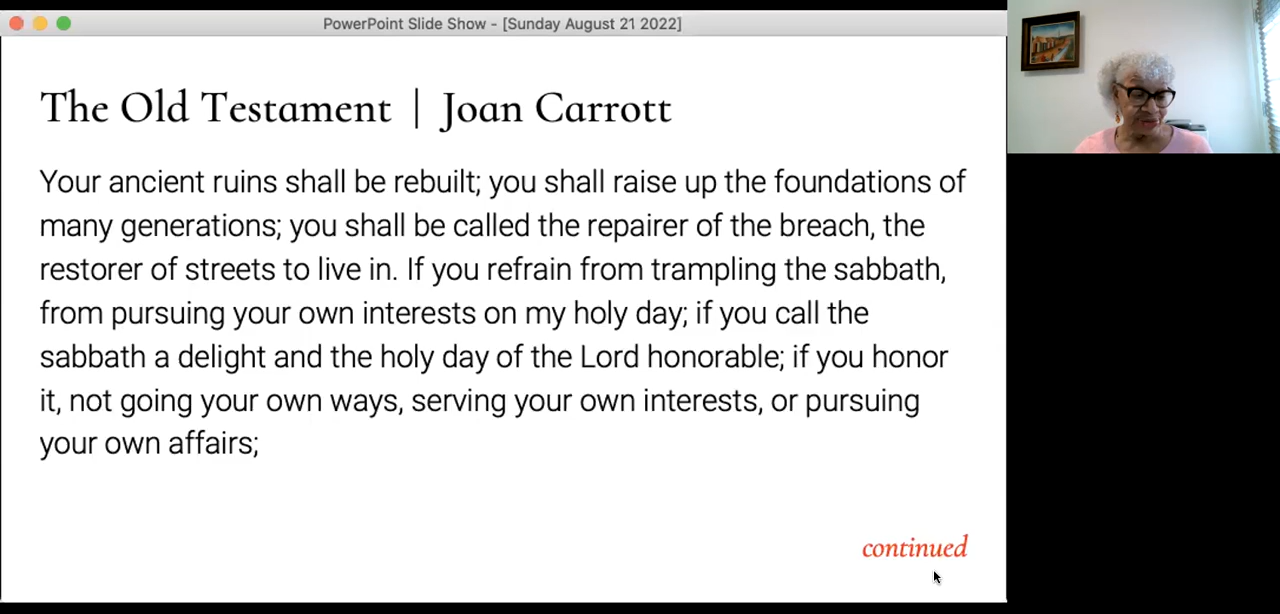 PowerPoint Slide Show - [Sunday August 21 2022]
The Old Testament | Joan Carrott
Your ancient ruins shall be rebuilt; you shall raise up the foundations of
many generations; you shall be called the repairer of the breach, the
restorer of streets to live in. If you refrain from trampling the sabbath,
from pursuing your own interests on my holy day; if you call the
sabbath a delight and the holy day of the Lord honorable; if you honor
it, not going your own ways, serving your own interests, or pursuing
your own affairs;
continued